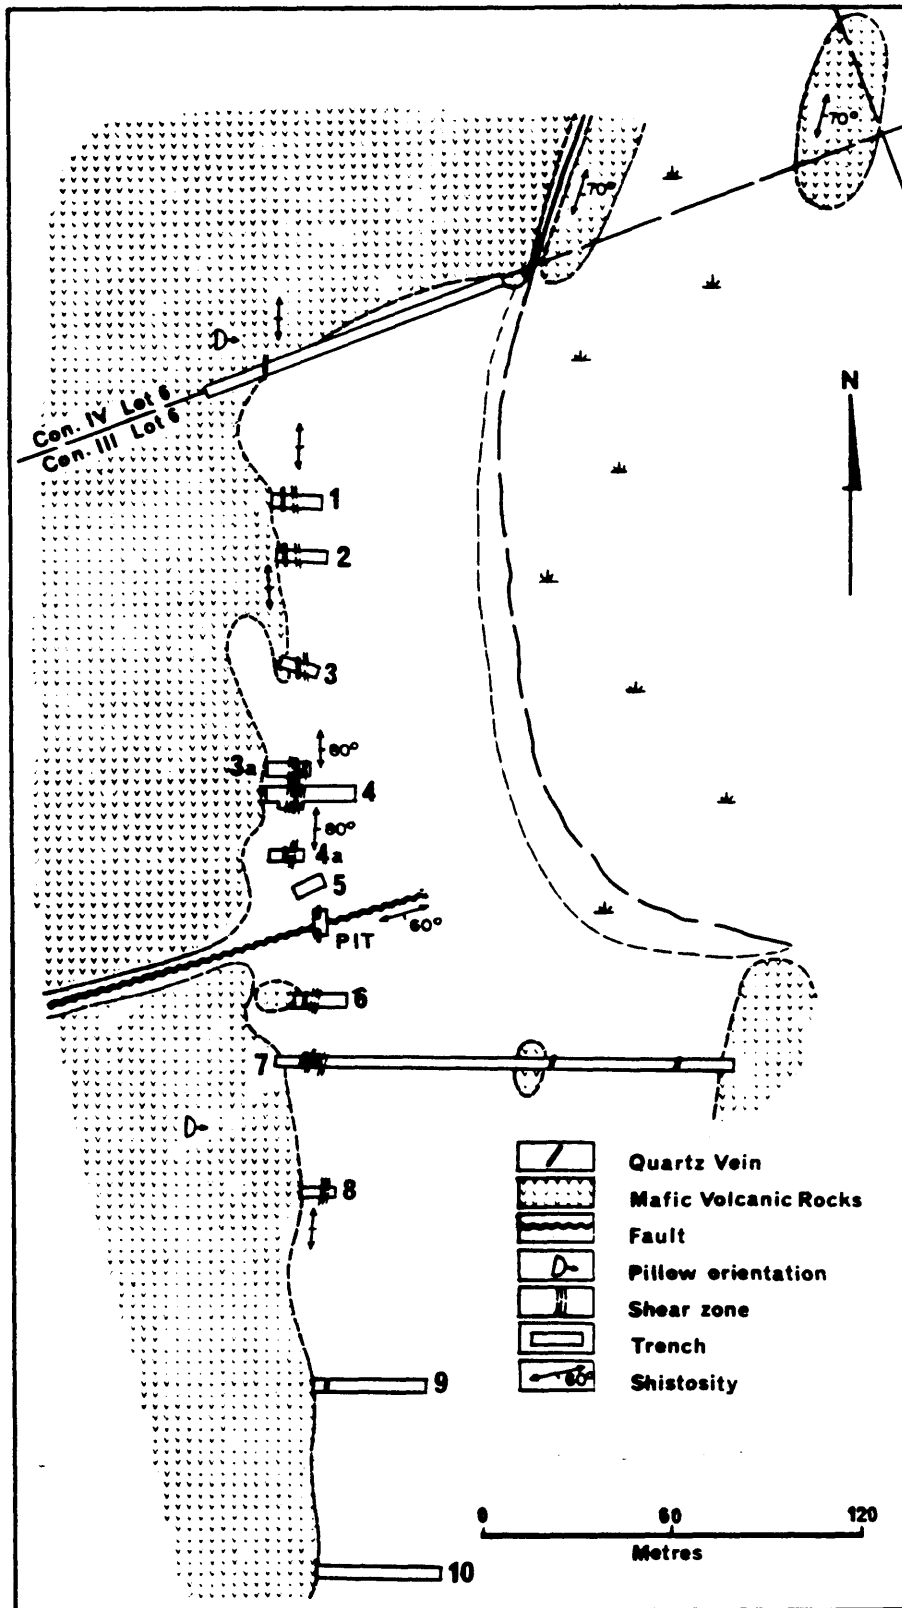 70°
70°
N
Con. IV Lot 6
Con. III Lot 6
1
2
3
80°
3a
4
80°
4a
5
60°
PIT
6
7
8
9
10
Quartz Vein
Mafic Volcanic Rocks
Fault
Pillow orientation
Shear zone
Trench
60°
Shistosity
0 60 120
Metres